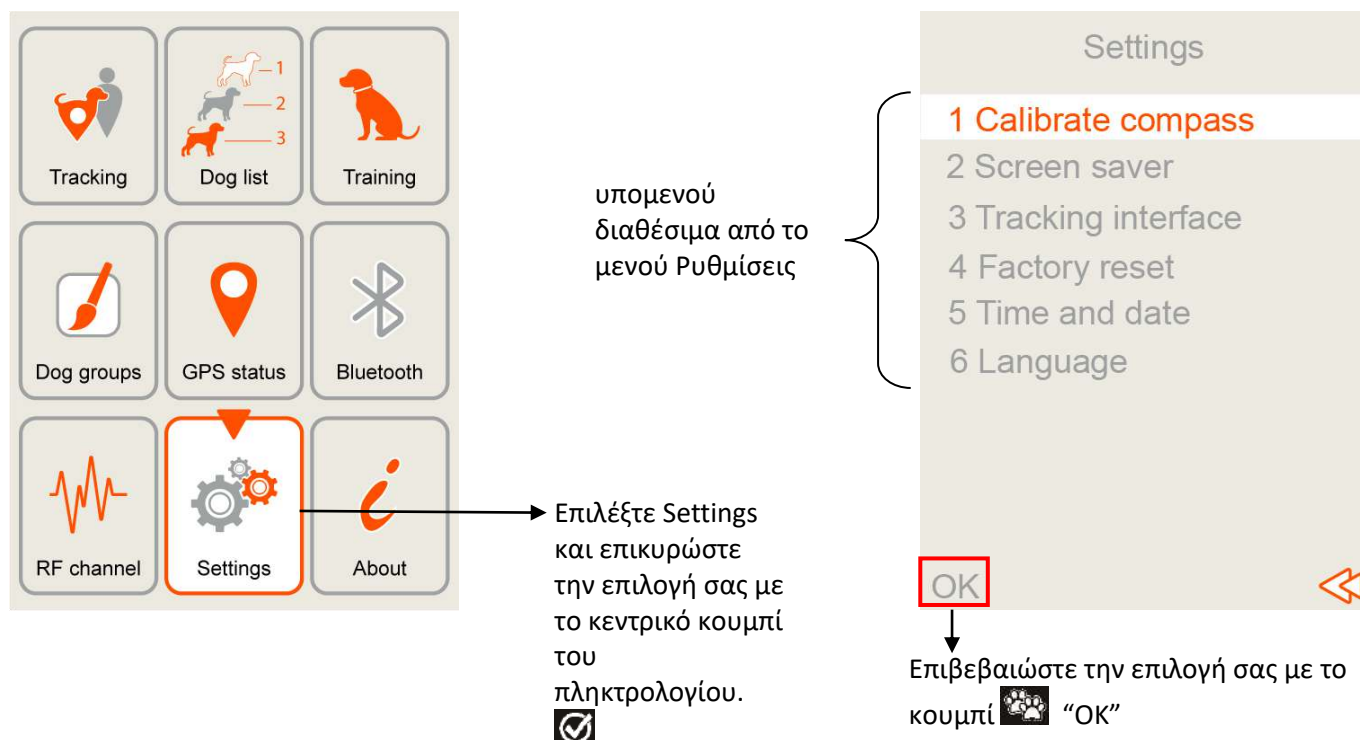 1
2
3
Tracking
Dog list
Training
Dog groups
GPS status
Bluetooth
RF channel
Settings
About
υπομενού
διαθέσιμα από το
μενού Ρυθμίσεις
Επιλέξτε Settings
και επικυρώστε
την επιλογή σας με
το κεντρικό κουμπί
του
πληκτρολογίου.
Settings
1 Calibrate compass
2 Screen saver
3 Tracking interface
4 Factory reset
5 Time and date
6 Language
OK
Επιβεβαιώστε την επιλογή σας με το
κουμπί “OK”